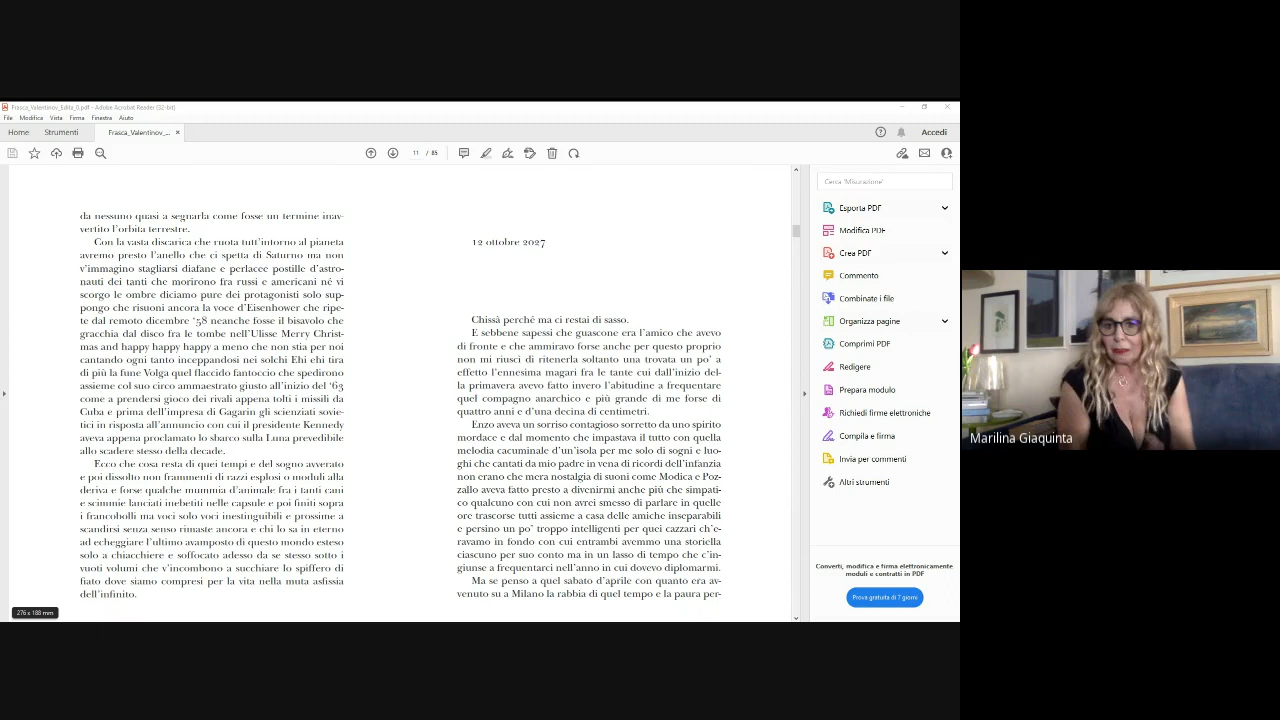 Frasca_Valentinov_Edita_0.pdf - Adobe Acrobat Reader (32-bit)
File Modifica Vista Firma Finestra Aiuto
Home Strumenti Frasca_Valentinov_... × Accedi
11 / 85
da nessuno quasi a segnarla come fosse un termine inav-
vertito l'orbita terrestre.
Con la vasta discarica che ruota tutt'intorno al pianeta
avremo presto l'anello che ci spetta di Saturno ma non
v'immagino stagliarsi diafane e perlacee postille d'astro-
nauti dei tanti che morirono fra russi e americani né vi
scorgo le ombre diciamo pure dei protagonisti solo sup-
pongo che risuoni ancora la voce d'Eisenhower che ripe-
te dal remoto dicembre '58 neanche fosse il bisavolo che
gracchia dal disco fra le tombe nell'Ulisse Merry Christ-
mas and happy happy happy a meno che non stia per noi
cantando ogni tanto inceppandosi nei solchi Ehi ehi tira
di più la fune Volga quel flaccido fantoccio che spedirono
assieme col suo circo ammaestrato giusto all'inizio del '63
come a prendersi gioco dei rivali appena tolti i missili da
Cuba e prima dell'impresa di Gagarin gli scienziati sovie-
tici in risposta all'annuncio con cui il presidente Kennedy
aveva appena proclamato lo sbarco sulla Luna prevedibile
allo scadere stesso della decade.
Ecco che cosa resta di quei tempi e del sogno avverato
e poi dissolto non frammenti di razzi esplosi o moduli alla
deriva e forse qualche mummia d'animale fra i tanti cani
e scimmie lanciati inebetiti nelle capsule e poi finiti sopra
i francobolli ma voci solo voci inestinguibili e prossime a
scandirsi senza senso rimaste ancora e chi lo sa in eterno
ad echeggiare l'ultimo avamposto di questo mondo esteso
solo a chiacchiere e soffocato adesso da se stesso sotto i
vuoti volumi che v'incombono a succhiare lo spiffero di
fiato dove siamo compresi per la vita nella muta asfissia
dell'infinito.
12 ottobre 2027
Chissà perché ma ci restai di sasso.
E sebbene sapessi che guascone era l'amico che avevo
di fronte e che ammiravo forse anche per questo proprio
non mi riuscì di ritenerla soltanto una trovata un po' a
effetto l'ennesima magari fra le tante cui dall'inizio del-
la primavera avevo fatto invero l'abitudine a frequentare
quel compagno anarchico e più grande di me forse di
quattro anni e d'una decina di centimetri.
Enzo aveva un sorriso contagioso sorretto da uno spirito
mordace e dal momento che impastava il tutto con quella
melodia cacuminale d'un'isola per me solo di sogni e luo-
ghi che cantati da mio padre in vena di ricordi dell'infanzia
non erano che mera nostalgia di suoni come Modica e Poz-
zallo aveva fatto presto a divenirmi anche più che simpati-
co qualcuno con cui non avrei smesso di parlare in quelle
ore trascorse tutti assieme a casa delle amiche inseparabili
e persino un po' troppo intelligenti per quei cazzari ch'e-
ravamo in fondo con cui entrambi avemmo una storiella
ciascuno per suo conto ma in un lasso di tempo che c'in-
giunse a frequentarci nell'anno in cui dovevo diplomarmi.
Ma se penso a quel sabato d'aprile con quanto era av-
venuto su a Milano la rabbia di quel tempo e la paura per-
276 x 188 mm
Cerca 'Misurazione'
Esporta PDF
Modifica PDF
Crea PDF
Commento
Combinate i file
Organizza pagine
Comprimi PDF
Redigere
Prepara modulo
Richiedi firme elettroniche
Compila e firma
Invia per commenti
Altri strumenti
Converti, modifica e firma elettronicamente
moduli e contratti in PDF
Prova gratuita di 7 giorni
Marilina Giaquinta